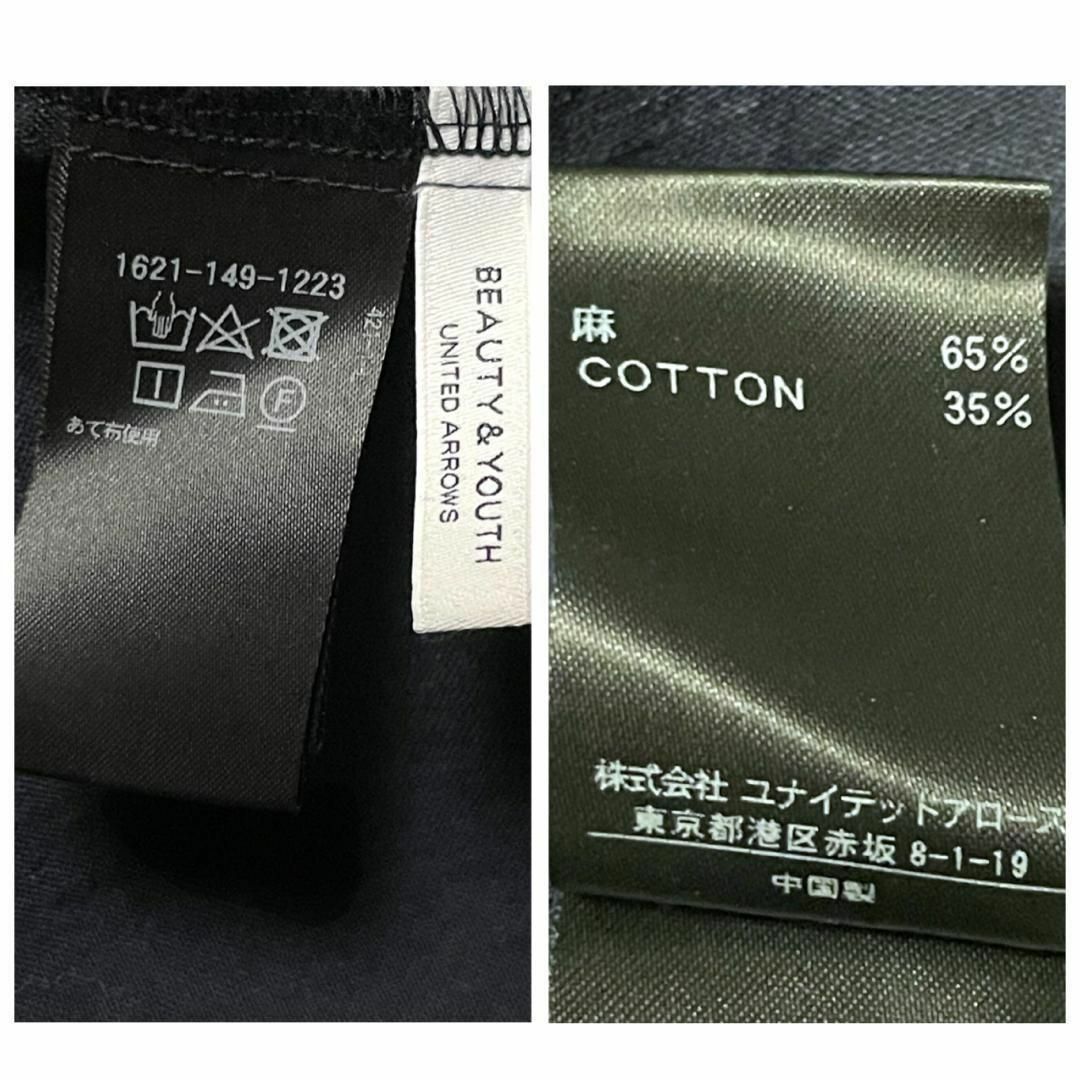 1621-149-1223
F
あて布使用
BEAUTY&YOUTH
UNITED ARROWS
麻 65%
COTTON 35%
株式会社 ユナイテットアローズ
東京都港区赤坂 8-1-19
中国製